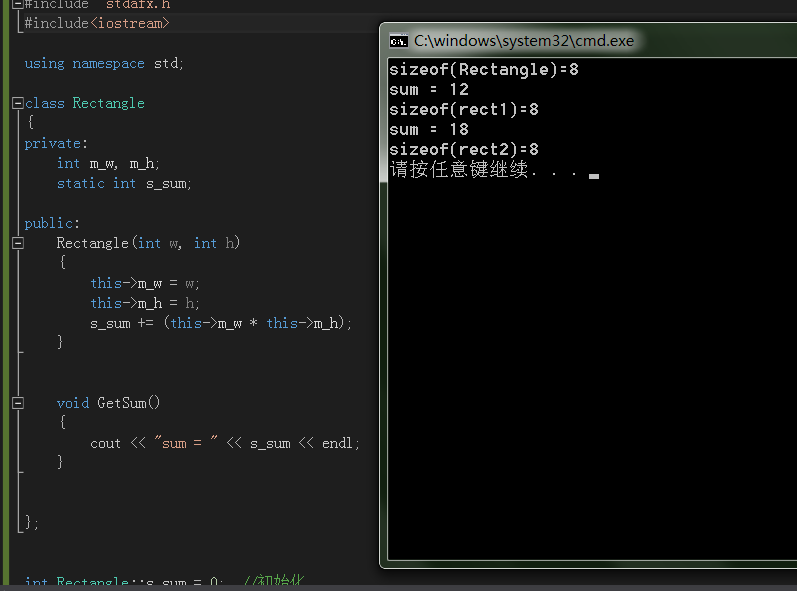 #include "stdafx.h
#include<iostream>
using namespace std;
class Rectangle
{
private:
int m_w, m_h;
static int s_sum;
public:
Rectangle(int w, int h)
{
this->m_w = w;
this->m_h = h;
s_sum += (this->m_w * this->m_h);
}
void GetSum()
{
cout << "sum = " << s_sum << endl;
}
};
int Rectangle::s_sum = 0; //初始化
C:\windows\system32\cmd.exe
sizeof(Rectangle)=8
sum = 12
sizeof(rect1)=8
sum = 18
sizeof(rect2)=8
请按任意键继续. . .